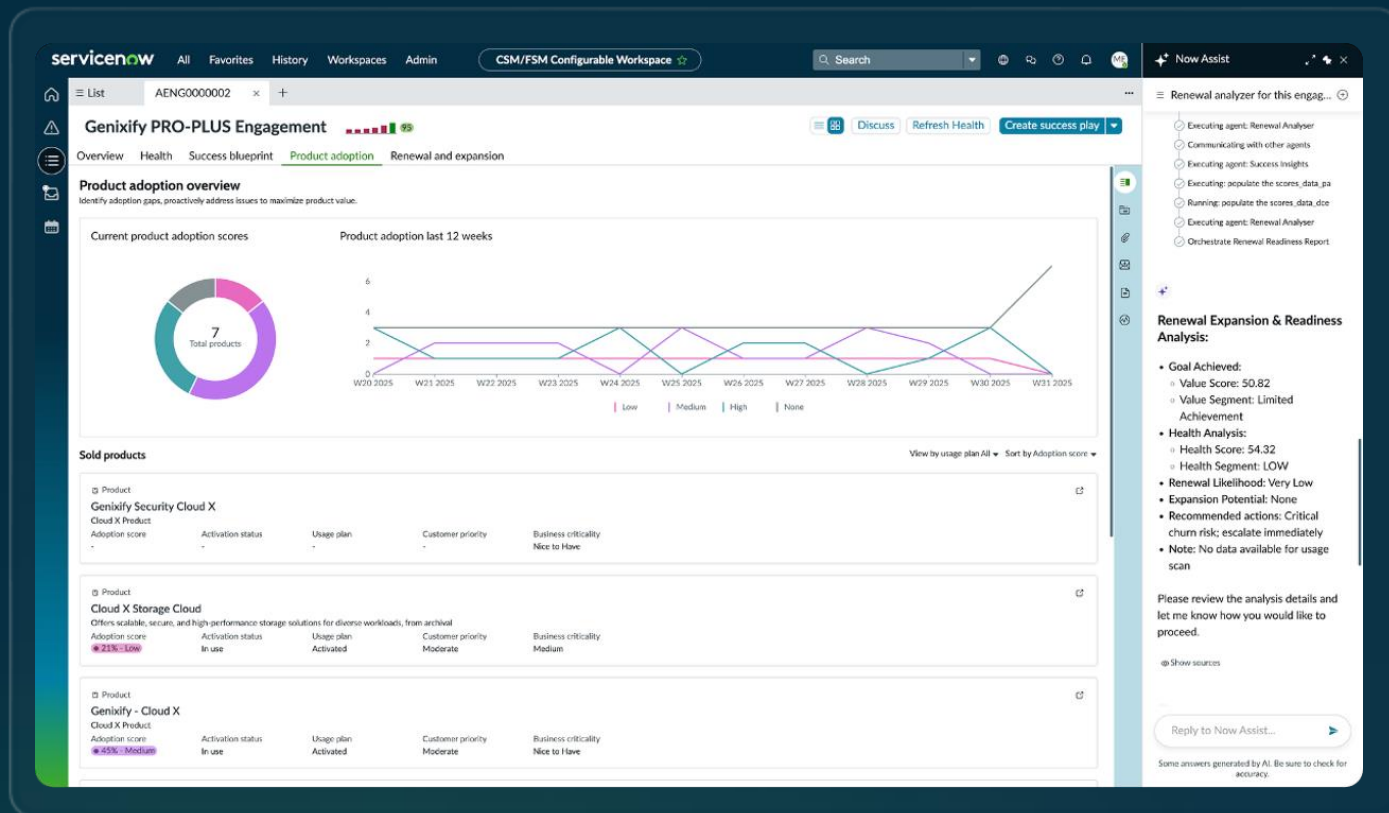 servicenow All Favorites History Workspaces Admin CSM/FSM Configurable Workspace Search ME
List AENG0000002
Genixify PRO-PLUS Engagement 95 Discuss Refresh Health Create success play
Overview Health Success blueprint Product adoption Renewal and expansion
Product adoption overview
Identify adoption gaps, proactively address issues to maximize product value.
Current product adoption scores
7
Total products
Product adoption last 12 weeks
6
4
2
0
W20 2025 W21 2025 W22 2025 W23 2025 W24 2025 W25 2025 W26 2025 W27 2025 W28 2025 W29 2025 W30 2025 W31 2025
Low Medium High None
Sold products View by usage plan All Sort by Adoption score
Product
Genixify Security Cloud X
Cloud X Product
Adoption score Activation status Usage plan Customer priority Business criticality
- - - - Nice to Have
Product
Cloud X Storage Cloud
Offers scalable, secure, and high-performance storage solutions for diverse workloads, from archival
Adoption score Activation status Usage plan Customer priority Business criticality
21% - Low In use Activated Moderate Medium
Product
Genixify - Cloud X
Cloud X Product
Adoption score Activation status Usage plan Customer priority Business criticality
45% - Medium In use Activated Moderate Nice to Have
Now Assist
Renewal analyzer for this engag...
Executing agent: Renewal Analyser
Communicating with other agents
Executing agent: Success Insights
Executing: populate the scores_data_pa
Running: populate the scores_data_dce
Executing agent: Renewal Analyser
Orchestrate Renewal Readiness Report
Renewal Expansion & Readiness
Analysis:
• Goal Achieved:
◦ Value Score: 50.82
◦ Value Segment: Limited
Achievement
• Health Analysis:
◦ Health Score: 54.32
◦ Health Segment: LOW
• Renewal Likelihood: Very Low
• Expansion Potential: None
• Recommended actions: Critical
churn risk; escalate immediately
• Note: No data available for usage
scan
Please review the analysis details and
let me know how you would like to
proceed.
Show sources
Reply to Now Assist...
Some answers generated by AI. Be sure to check for
accuracy.